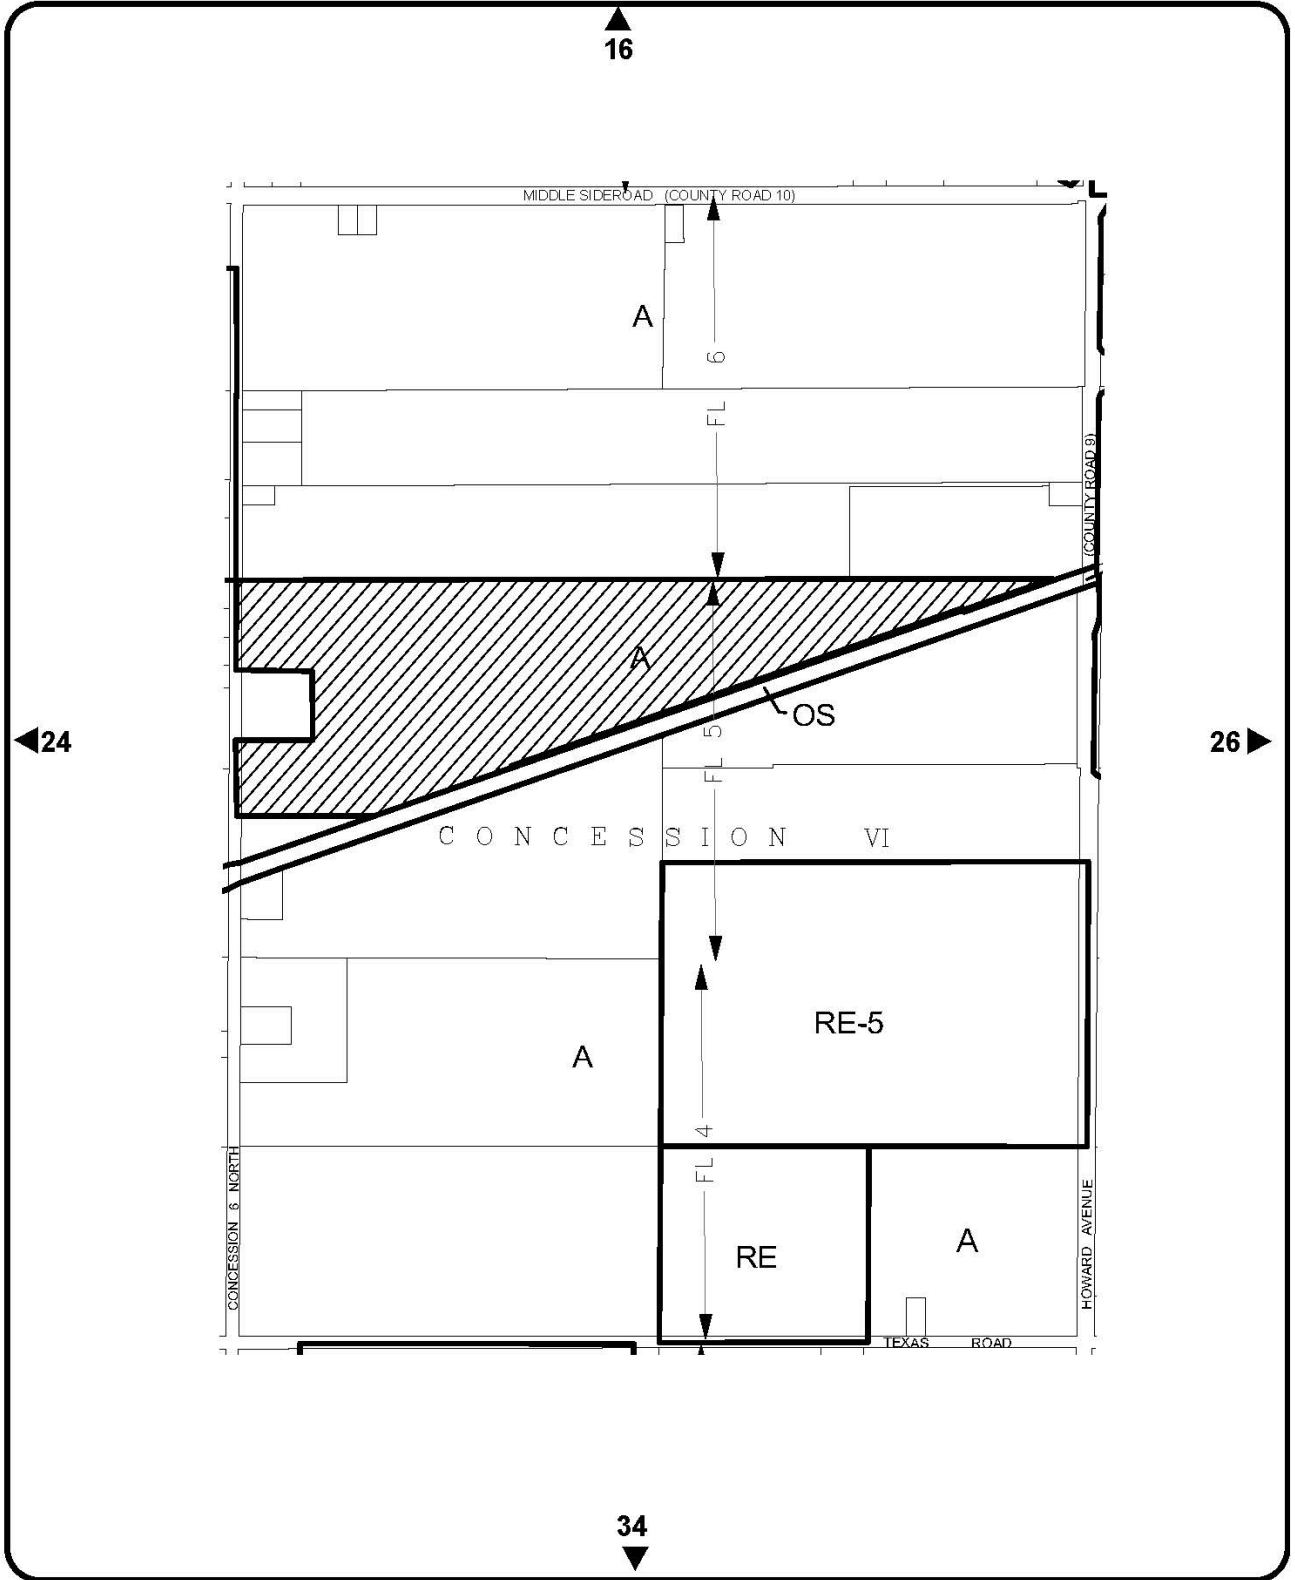 16
MIDDLE SIDEROAD (COUNTY ROAD 10)
A
FL 6
(COUNTY ROAD 9)
A
OS
24
26
FL 5
CONCESSION VI
RE-5
A
FL 4
CONCESSION 6 NORTH
HOWARD AVENUE
A
RE
TEXAS ROAD
34